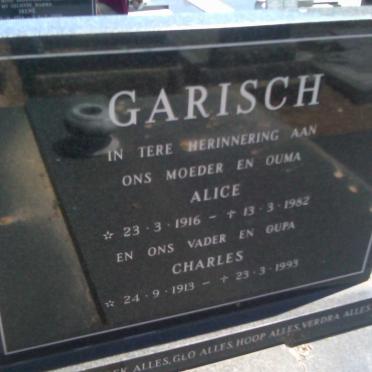 GARISCH
IN TERE HERINNERING AAN
ONS MOEDER EN OUMA
ALICE
☆ 23 · 3 · 1916 – † 13 · 3 · 1982
EN ONS VADER EN OUPA
CHARLES
☆ 24 · 9 · 1913 – † 23 · 3 · 1993
ALLES, GLO ALLES, HOOP ALLES, VERDRA ALLES